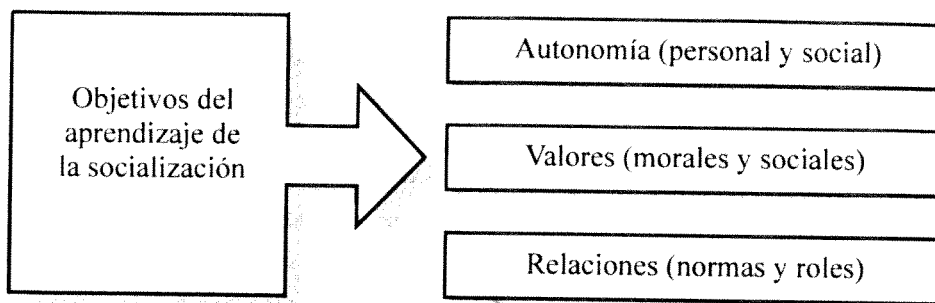 Objetivos del
aprendizaje de
la socialización
Autonomía (personal y social)
Valores (morales y sociales)
Relaciones (normas y roles)